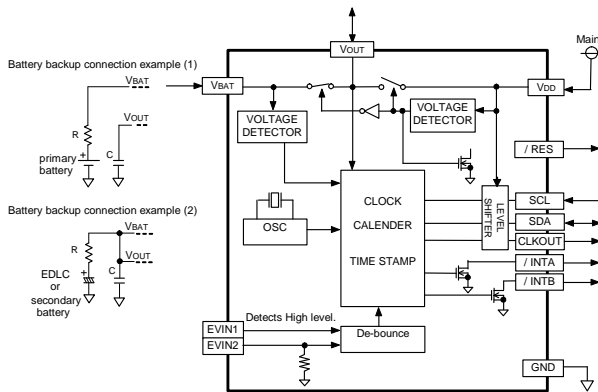 Main
VOUT
Battery backup connection example (1)
VBAT
VBAT
VDD
VOUT
R
+
primary
battery
C
VOLTAGE
DETECTOR
VOLTAGE
DETECTOR
/ RES
Battery backup connection example (2)
VBAT
R
VOUT
+
C
EDLC
or
secondary
battery
OSC
CLOCK
CALENDER
TIME STAMP
LEVEL
SHIFTER
SCL
SDA
CLKOUT
/ INTA
/ INTB
Detects High level.
EVIN1
EVIN2
De-bounce
GND